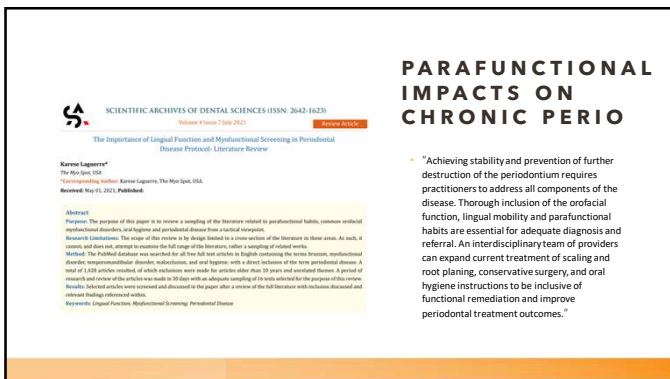 SCIENTIFIC ARCHIVES OF DENTAL SCIENCES (ISSN: 2642-1623)
Volume 4 Issue 7 July 2021
Review Article
The Importance of Lingual Function and Myofunctional Screening in Periodontal
Disease Protocol- Literature Review
Karese Laguerre*
The Myo Spot, USA
*Corresponding Author: Karese Laguerre, The Myo Spot, USA.
Received: May 01, 2021, Published:
Abstract
Purpose: The purpose of this paper is to review a sampling of the literature related to parafunctional habits, common orofacial
myofunctional disorders, oral hygiene and periodontal disease from a tactical viewpoint.
Research Limitations: The scope of this review is by design limited to a cross-section of the literature in these areas. As such, it
cannot, and does not, attempt to examine the full range of the literature, rather a sampling of related works.
Method: The PubMed database was searched for all free full text articles in English containing the terms bruxism, myofunctional
disorder, temporomandibular disorder, malocclusion, and oral hygiene; with a direct inclusion of the term periodontal disease. A
total of 1,428 articles resulted, of which exclusions were made for articles older than 10 years and unrelated themes. A period of
research and review of the articles was made in 30 days with an adequate sampling of 16 texts selected for the purpose of this review.
Results: Selected articles were screened and discussed in the paper after a review of the full literature with inclusion discussed and
relevant findings referenced within.
Keywords: Lingual Function; Myofunctional Screening; Periodontal Disease
PARAFUNCTIONAL
IMPACTS ON
CHRONIC PERIO
• "Achieving stability and prevention of further
destruction of the periodontium requires
practitioners to address all components of the
disease. Thorough inclusion of the orofacial
function, lingual mobility and parafunctional
habits are essential for adequate diagnosis and
referral. An interdisciplinary team of providers
can expand current treatment of scaling and
root planing, conservative surgery, and oral
hygiene instructions to be inclusive of
functional remediation and improve
periodontal treatment outcomes."